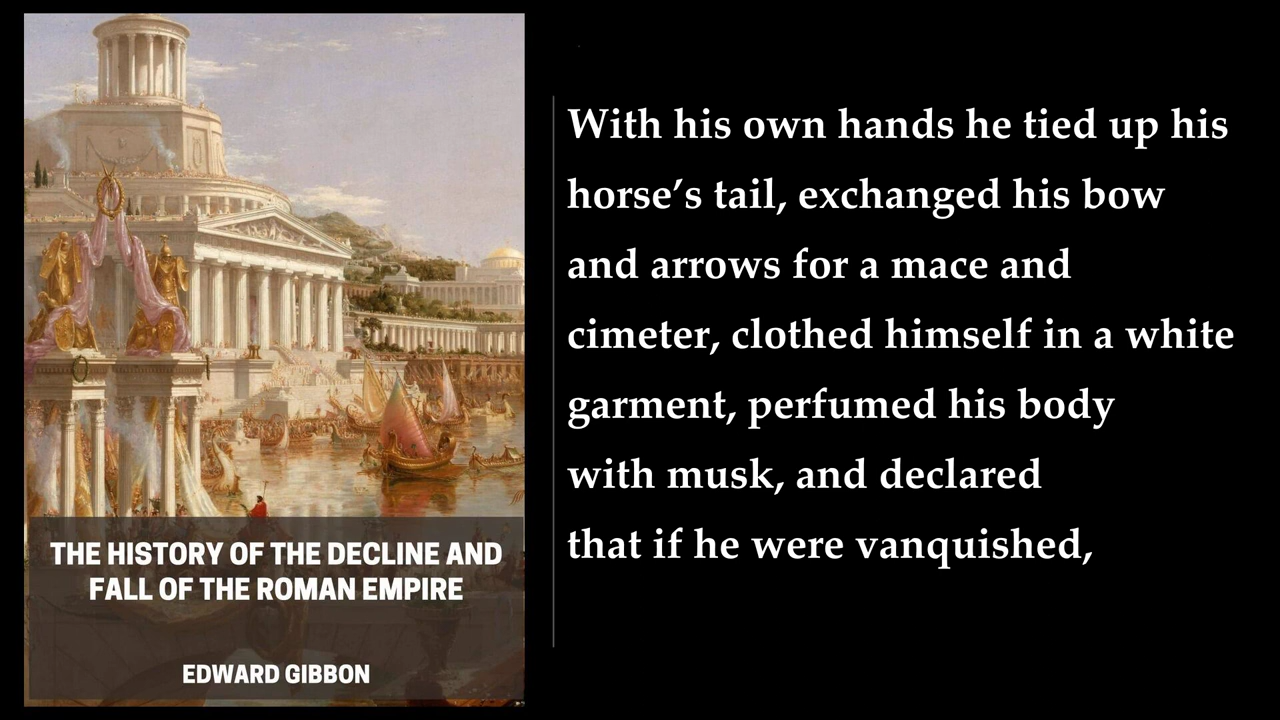 THE HISTORY OF THE DECLINE AND
FALL OF THE ROMAN EMPIRE
EDWARD GIBBON
With his own hands he tied up his
horse’s tail, exchanged his bow
and arrows for a mace and
cimeter, clothed himself in a white
garment, perfumed his body
with musk, and declared
that if he were vanquished,